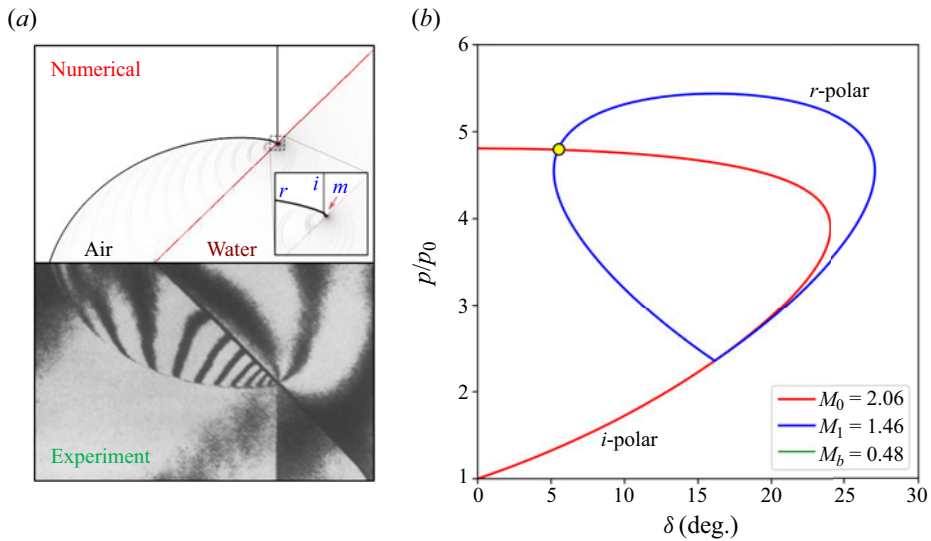 (a)
Numerical
r
i
m
Air
Water
Experiment
(b)
6
5
4
3
2
1
p/p₀
r-polar
i-polar
M₀ = 2.06
M₁ = 1.46
M_b = 0.48
0
5
10
15
20
25
30
δ (deg.)